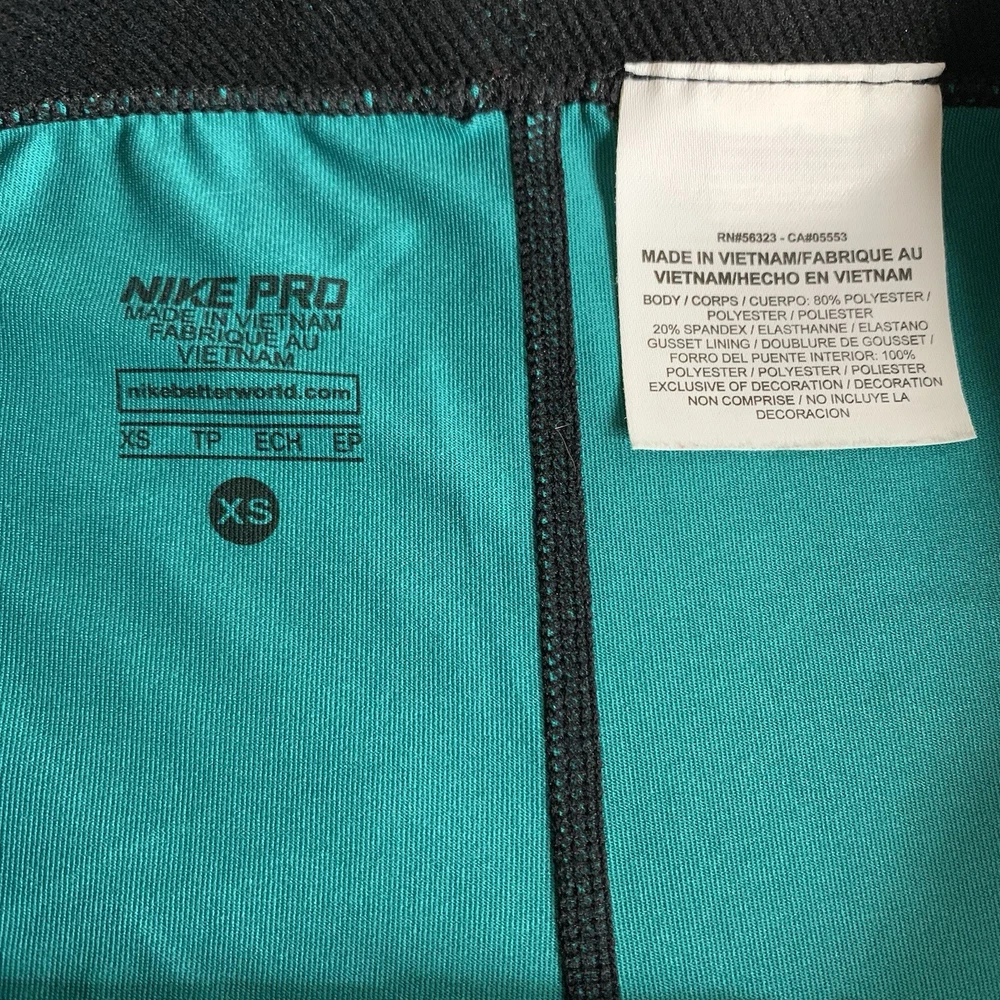 NIKE PRO
MADE IN VIETNAM
FABRIQUE AU
VIETNAM
nikebetterworld.com
XS TP ECH EP
XS
RN#56323 - CA#05553
MADE IN VIETNAM/FABRIQUE AU
VIETNAM/HECHO EN VIETNAM
BODY / CORPS / CUERPO: 80% POLYESTER /
POLYESTER / POLIESTER
20% SPANDEX / ELASTHANNE / ELASTANO
GUSSET LINING / DOUBLURE DE GOUSSET /
FORRO DEL PUENTE INTERIOR: 100%
POLYESTER / POLYESTER / POLIESTER
EXCLUSIVE OF DECORATION / DECORATION
NON COMPRISE / NO INCLUYE LA
DECORACION